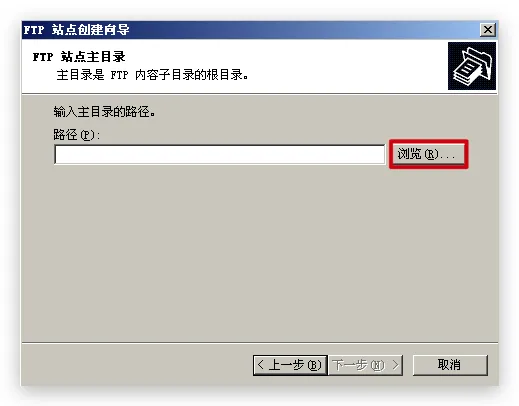 FTP 站点创建向导
FTP 站点主目录
主目录是 FTP 内容子目录的根目录。
输入主目录的路径。
路径(P):
浏览(R)...
< 上一步(B) 下一步(N) > 取消